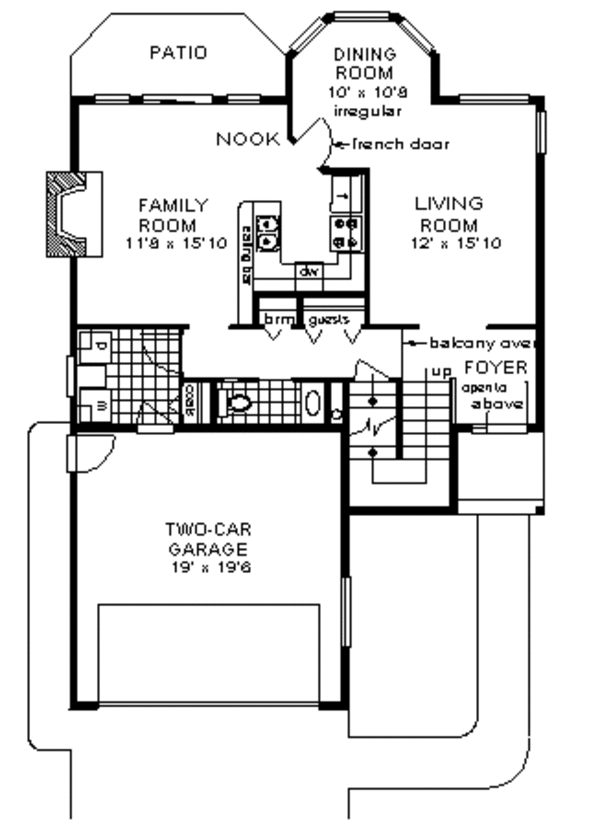 PATIO
DINING
ROOM
10' x 10'8
irregular
NOOK
french door
FAMILY
ROOM
11'8 x 15'10
LIVING
ROOM
12' x 15'10
eating bar
dw
brm
guests
balcony over
up
FOYER
open to
above
coats
TWO-CAR
GARAGE
19' x 19'6